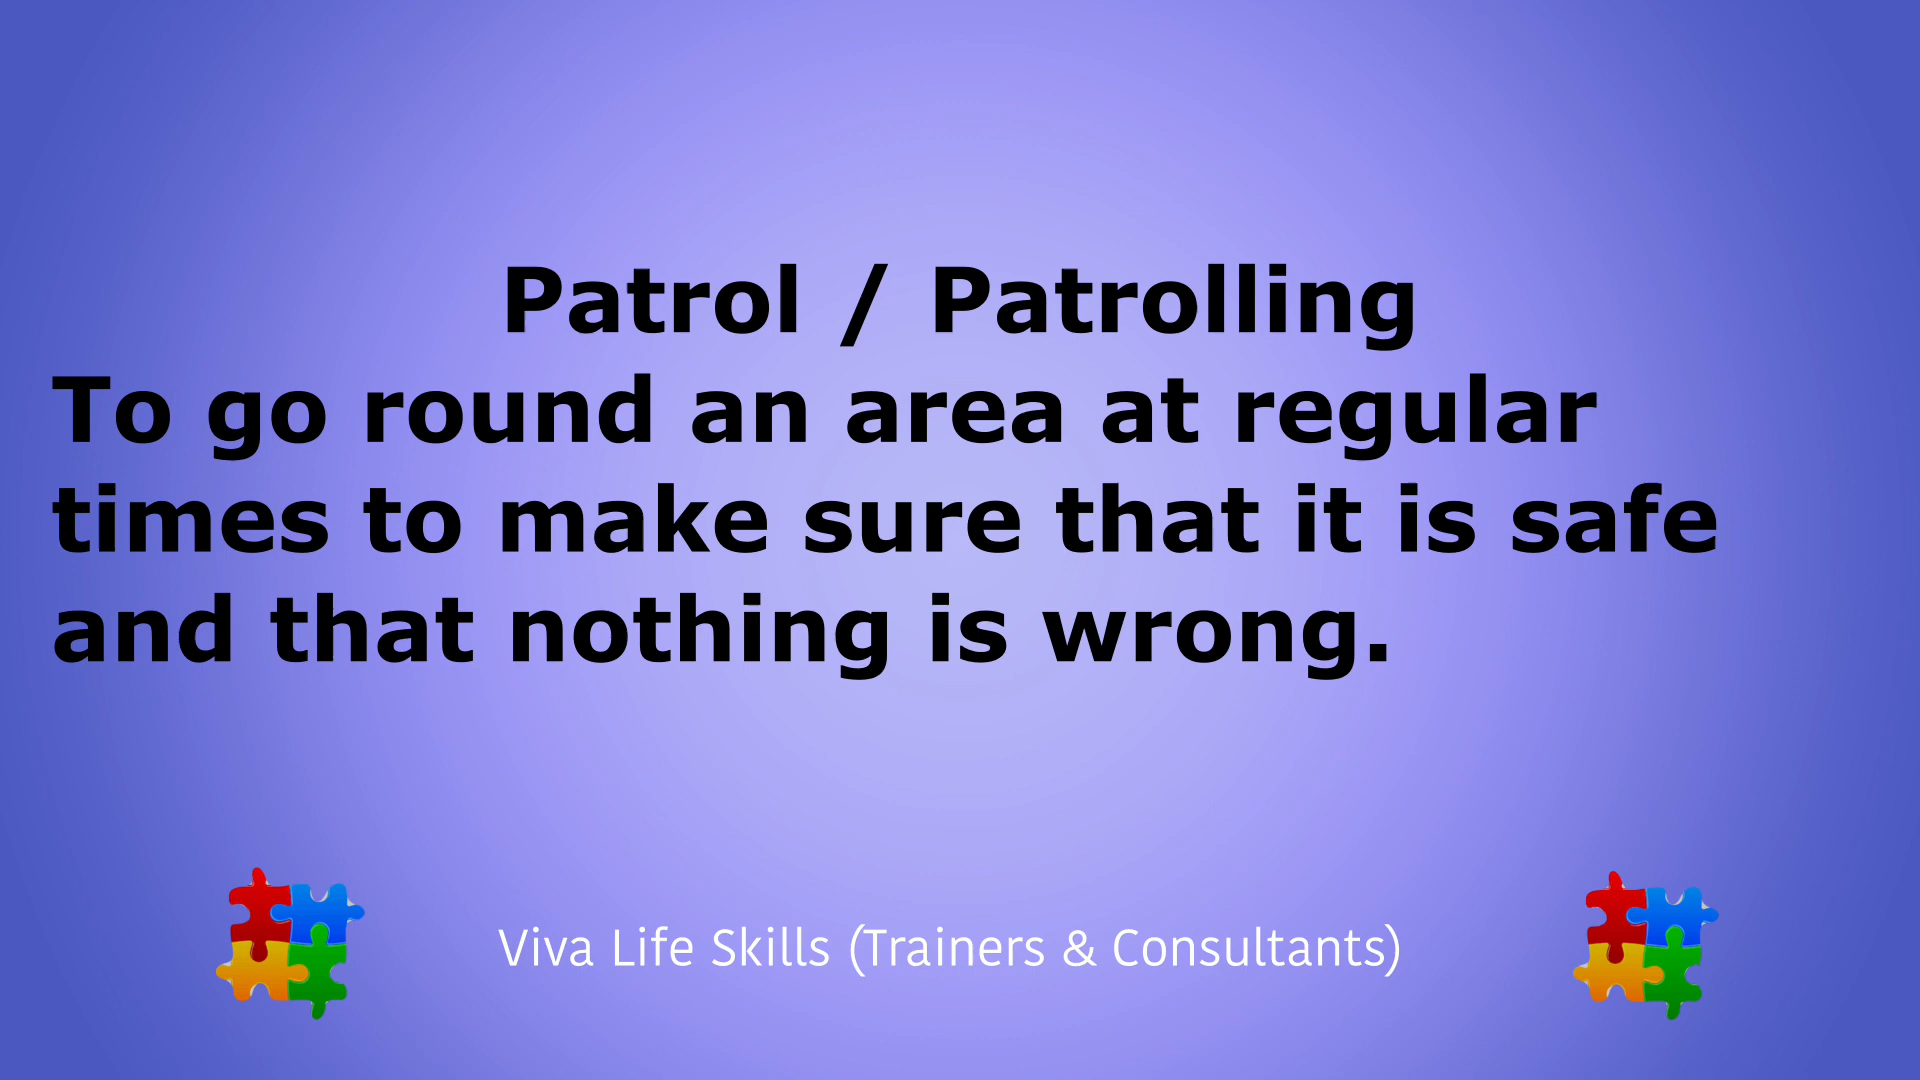 Patrol / Patrolling
To go round an area at regular
times to make sure that it is safe
and that nothing is wrong.
Viva Life Skills (Trainers & Consultants)